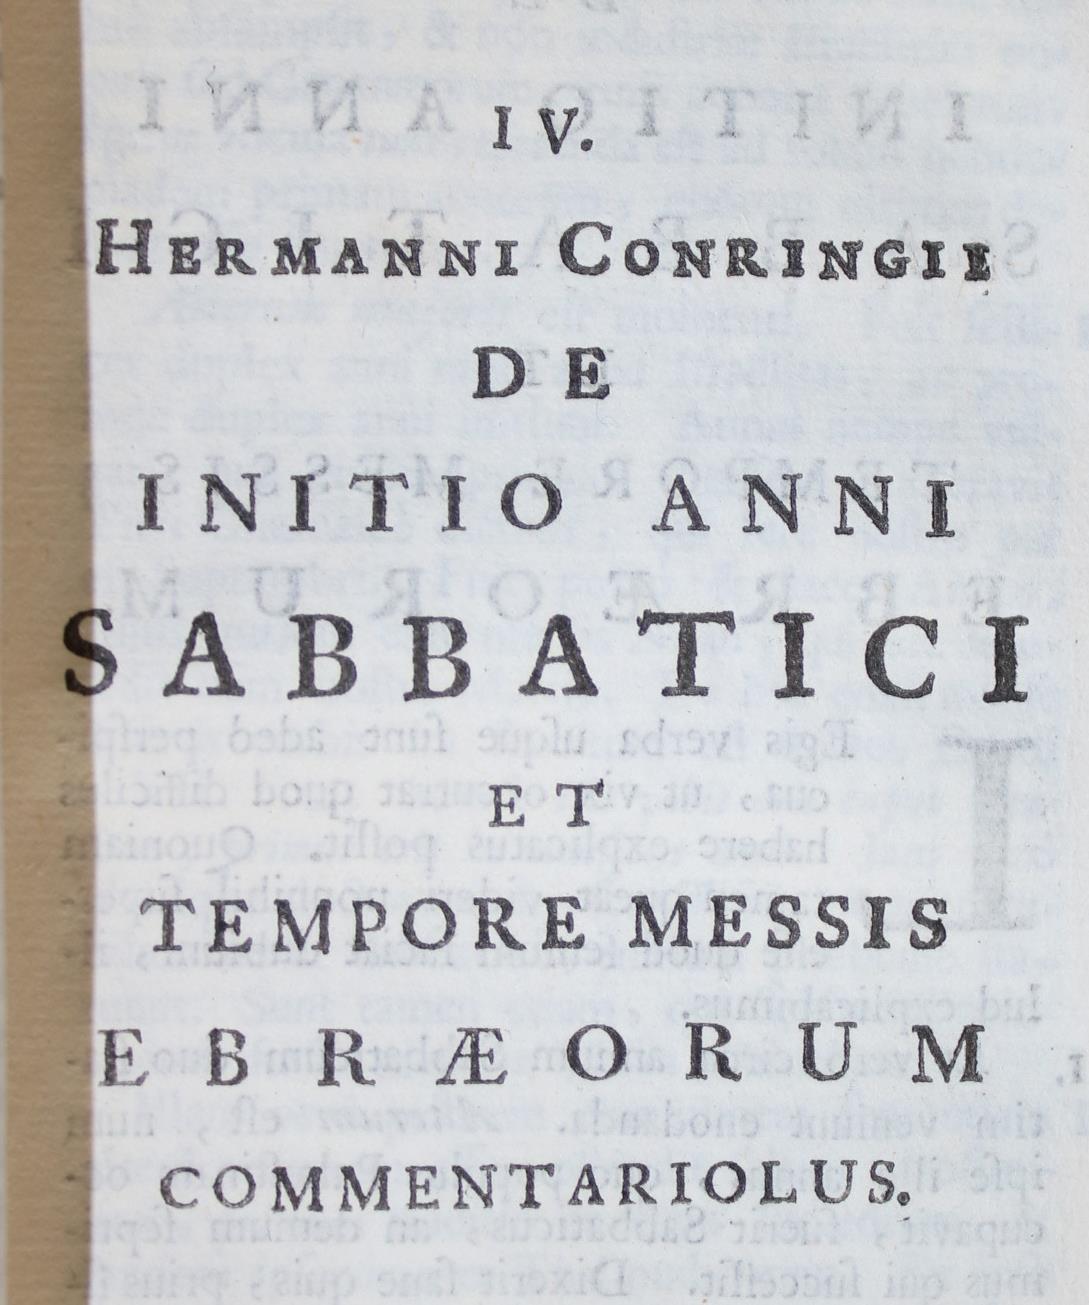 IV.
HERMANNI CONRINGII
DE
INITIO ANNI
SABBATICI
ET
TEMPORE MESSIS
EBRÆORUM
COMMENTARIOLUS.